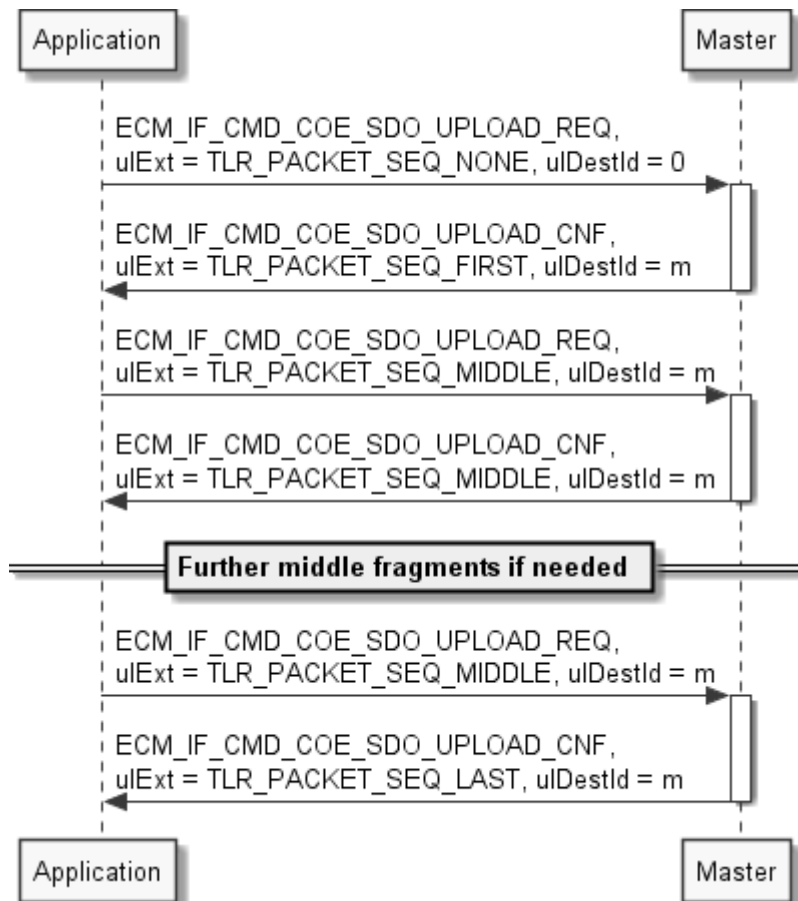 Application
Master
ECM_IF_CMD_COE_SDO_UPLOAD_REQ,
ulExt = TLR_PACKET_SEQ_NONE, ulDestId = 0
ECM_IF_CMD_COE_SDO_UPLOAD_CNF,
ulExt = TLR_PACKET_SEQ_FIRST, ulDestId = m
ECM_IF_CMD_COE_SDO_UPLOAD_REQ,
ulExt = TLR_PACKET_SEQ_MIDDLE, ulDestId = m
ECM_IF_CMD_COE_SDO_UPLOAD_CNF,
ulExt = TLR_PACKET_SEQ_MIDDLE, ulDestId = m
Further middle fragments if needed
ECM_IF_CMD_COE_SDO_UPLOAD_REQ,
ulExt = TLR_PACKET_SEQ_MIDDLE, ulDestId = m
ECM_IF_CMD_COE_SDO_UPLOAD_CNF,
ulExt = TLR_PACKET_SEQ_LAST, ulDestId = m
Application
Master